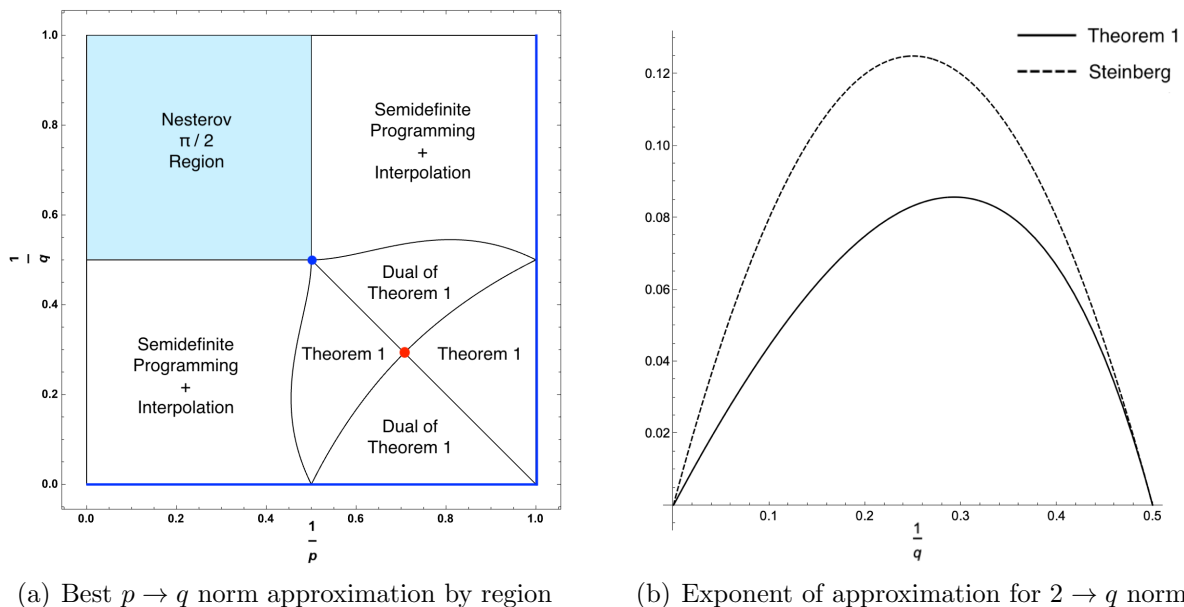 1.0
0.8
0.6
1
q
0.4
0.2
0.0
0.0
0.2
0.4
0.6
0.8
1.0
1
p
Nesterov
π / 2
Region
Semidefinite
Programming
+
Interpolation
Dual of
Theorem 1
Semidefinite
Programming
+
Interpolation
Theorem 1
Theorem 1
Dual of
Theorem 1
(a) Best p → q norm approximation by region
Theorem 1
Steinberg
0.12
0.10
0.08
0.06
0.04
0.02
0.1
0.2
0.3
0.4
0.5
1
q
(b) Exponent of approximation for 2 → q norm